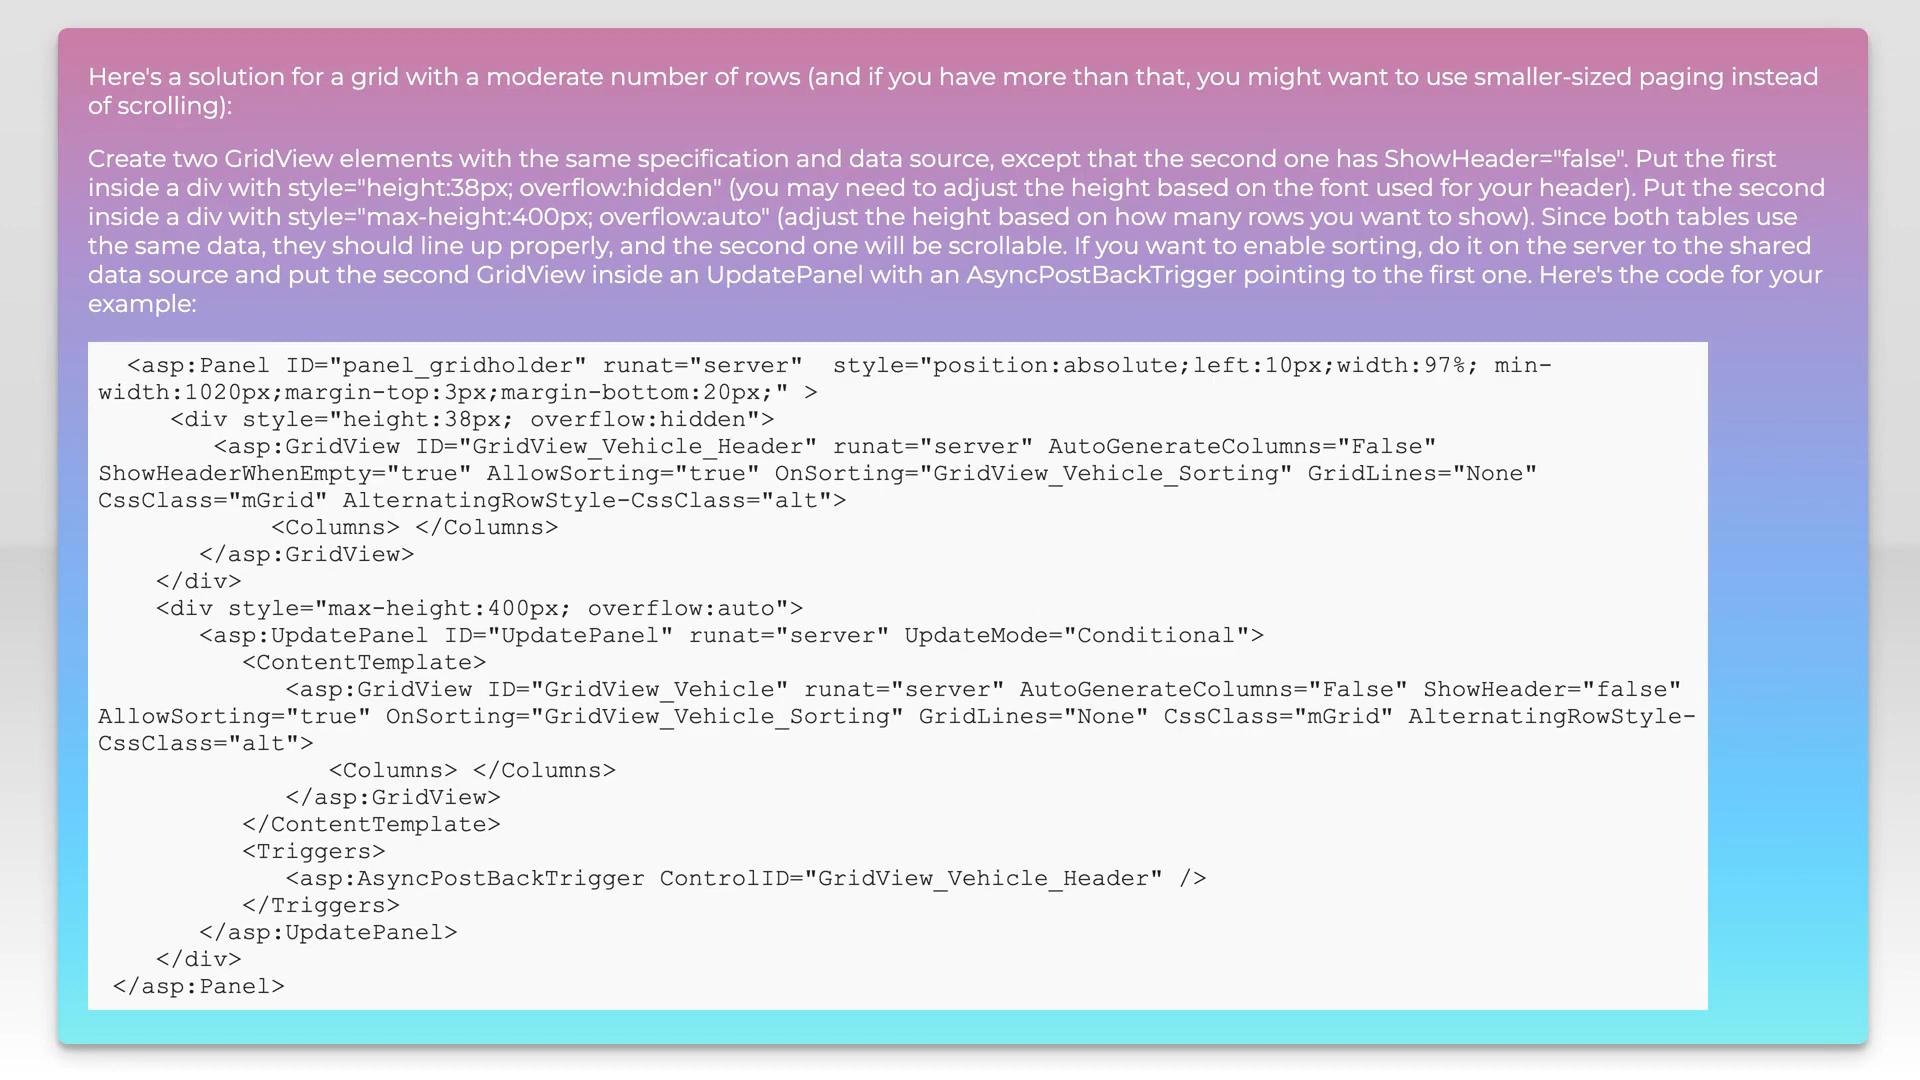 Here's a solution for a grid with a moderate number of rows (and if you have more than that, you might want to use smaller-sized paging instead
of scrolling):
Create two GridView elements with the same specification and data source, except that the second one has ShowHeader="false". Put the first
inside a div with style="height:38px; overflow:hidden" (you may need to adjust the height based on the font used for your header). Put the second
inside a div with style="max-height:400px; overflow:auto" (adjust the height based on how many rows you want to show). Since both tables use
the same data, they should line up properly, and the second one will be scrollable. If you want to enable sorting, do it on the server to the shared
data source and put the second GridView inside an UpdatePanel with an AsyncPostBackTrigger pointing to the first one. Here's the code for your
example:
<asp:Panel ID="panel_gridholder" runat="server"  style="position:absolute;left:10px;width:97%; min-
width:1020px;margin-top:3px;margin-bottom:20px;" >
<div style="height:38px; overflow:hidden">
<asp:GridView ID="GridView_Vehicle_Header" runat="server" AutoGenerateColumns="False"
ShowHeaderWhenEmpty="true" AllowSorting="true" OnSorting="GridView_Vehicle_Sorting" GridLines="None"
CssClass="mGrid" AlternatingRowStyle-CssClass="alt">
<Columns> </Columns>
</asp:GridView>
</div>
<div style="max-height:400px; overflow:auto">
<asp:UpdatePanel ID="UpdatePanel" runat="server" UpdateMode="Conditional">
<ContentTemplate>
<asp:GridView ID="GridView_Vehicle" runat="server" AutoGenerateColumns="False" ShowHeader="false"
AllowSorting="true" OnSorting="GridView_Vehicle_Sorting" GridLines="None" CssClass="mGrid" AlternatingRowStyle-
CssClass="alt">
<Columns> </Columns>
</asp:GridView>
</ContentTemplate>
<Triggers>
<asp:AsyncPostBackTrigger ControlID="GridView_Vehicle_Header" />
</Triggers>
</asp:UpdatePanel>
</div>
</asp:Panel>